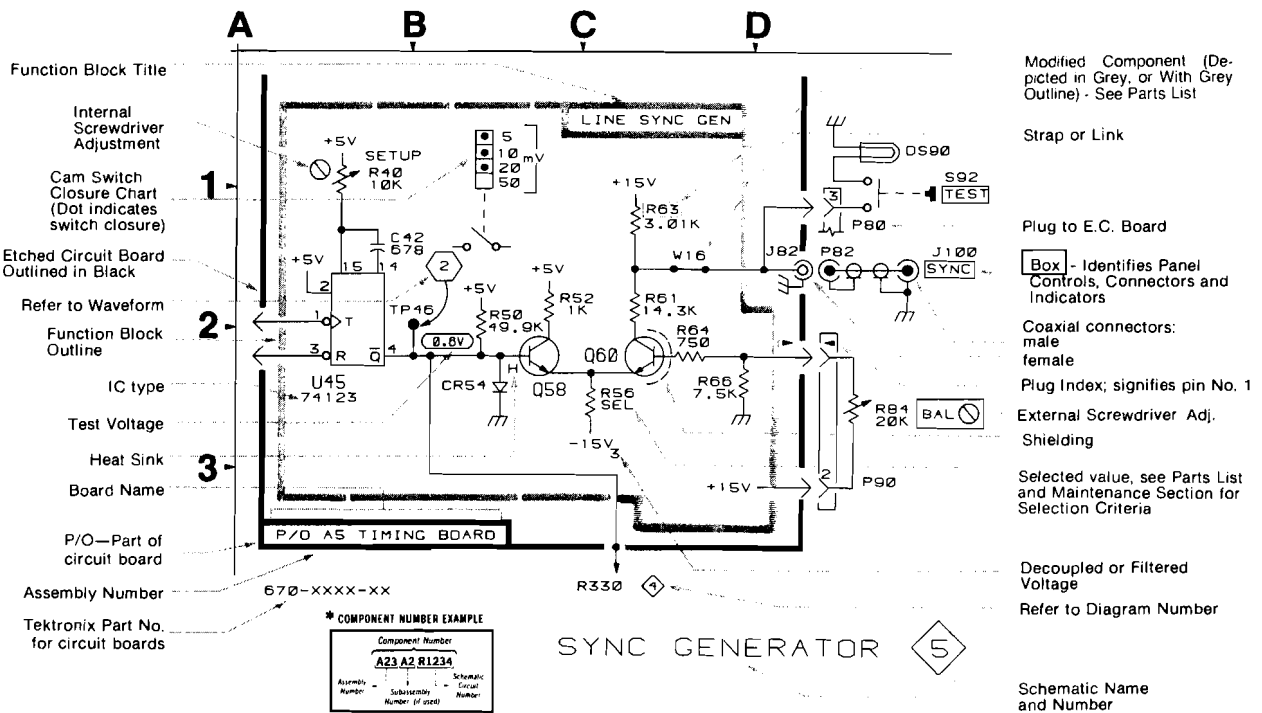 A B C D
Function Block Title
Internal
Screwdriver
Adjustment
Cam Switch
Closure Chart
(Dot indicates
switch closure)
Etched Circuit Board
Outlined in Black
Refer to Waveform
Function Block
Outline
IC type
Test Voltage
Heat Sink
Board Name
P/O—Part of
circuit board
Assembly Number
Tektronix Part No.
for circuit boards
1
2
3
LINE SYNC GEN
+5V
SETUP
R40
10K
5
10
20
50
mV
C42
678
+5V
15
14
2
1
T
3
R
Q
4
U45
74123
2
TP46
0.6V
+5V
R50
49.9K
+5V
R52
1K
CR54
H
Q58
Q60
R56
SEL
-15V
3
+15V
R63
3.01K
W16
R61
14.3K
R64
750
R66
7.5K
+15V
DS90
S92
TEST
3
P80
J82
P82
J100
SYNC
R84
20K
BAL
2
P90
P/O A5 TIMING BOARD
670-XXXX-XX
R330
4
* COMPONENT NUMBER EXAMPLE
Component Number
A23 A2 R1234
Assembly
Number
Subassembly
Number (if used)
Schematic
Circuit
Number
SYNC GENERATOR 5
Modified Component (De-
picted in Grey, or With Grey
Outline) - See Parts List
Strap or Link
Plug to E.C. Board
Box - Identifies Panel
Controls, Connectors and
Indicators
Coaxial connectors:
male
female
Plug Index; signifies pin No. 1
External Screwdriver Adj.
Shielding
Selected value, see Parts List
and Maintenance Section for
Selection Criteria
Decoupled or Filtered
Voltage
Refer to Diagram Number
Schematic Name
and Number